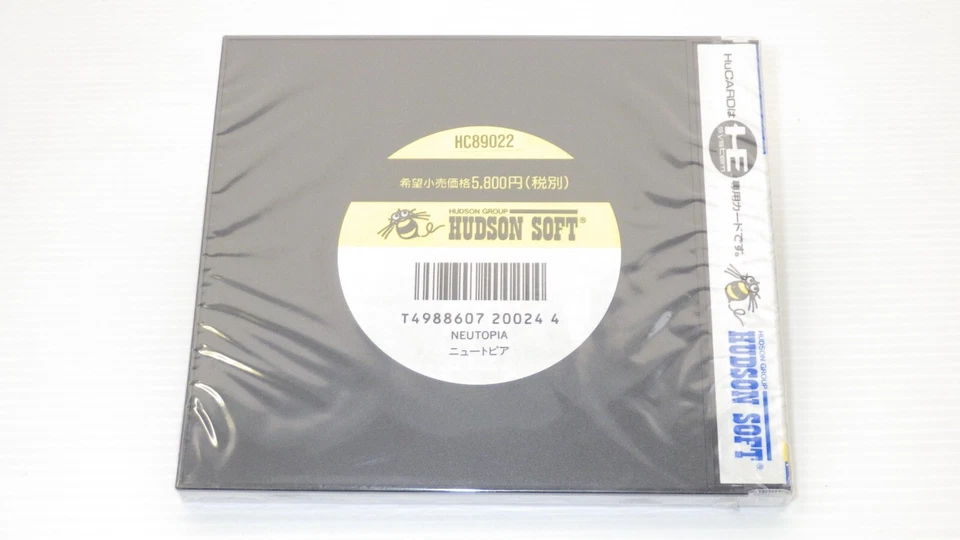 HC89022
希望小売価格5,800円(税別)
HUDSON GROUP
HUDSON SOFT®
T4988607 20024 4
NEUTOPIA
ニュートピア
HuCARDは
HE
system
専用カードです。
HUDSON GROUP
HUDSON SOFT®